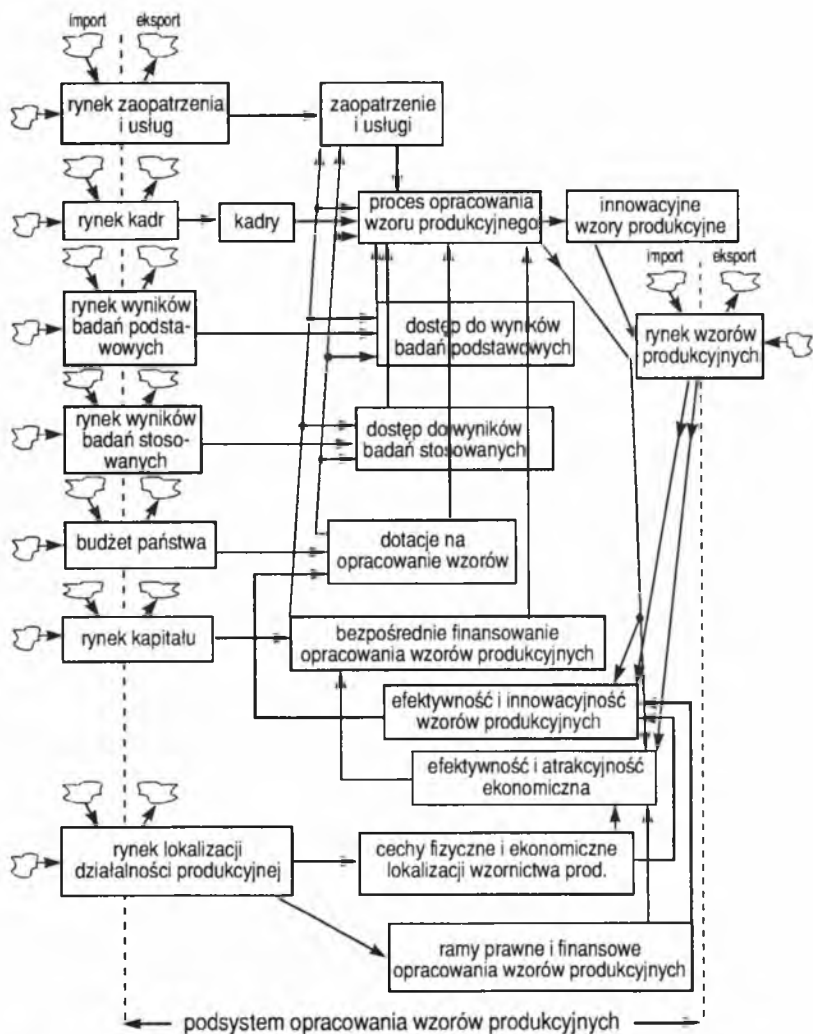 import eksport
rynek zaopatrzenia
i usług
zaopatrzenie
i usługi
rynek kadr
kadry
proces opracowania
wzoru produkcyjnego
innowacyjne
wzory produkcyjne
import eksport
rynek wyników
badań podsta-
wowych
dostęp do wyników
badań podstawowych
rynek wzorów
produkcyjnych
rynek wyników
badań stoso-
wanych
dostęp do wyników
badań stosowanych
budżet państwa
dotacje na
opracowanie wzorów
rynek kapitału
bezpośrednie finansowanie
opracowania wzorów produkcyjnych
efektywność i innowacyjność
wzorów produkcyjnych
efektywność i atrakcyjność
ekonomiczna
rynek lokalizacji
działalności produkcyjnej
cechy fizyczne i ekonomiczne
lokalizacji wzornictwa prod.
ramy prawne i finansowe
opracowania wzorów produkcyjnych
podsystem opracowania wzorów produkcyjnych